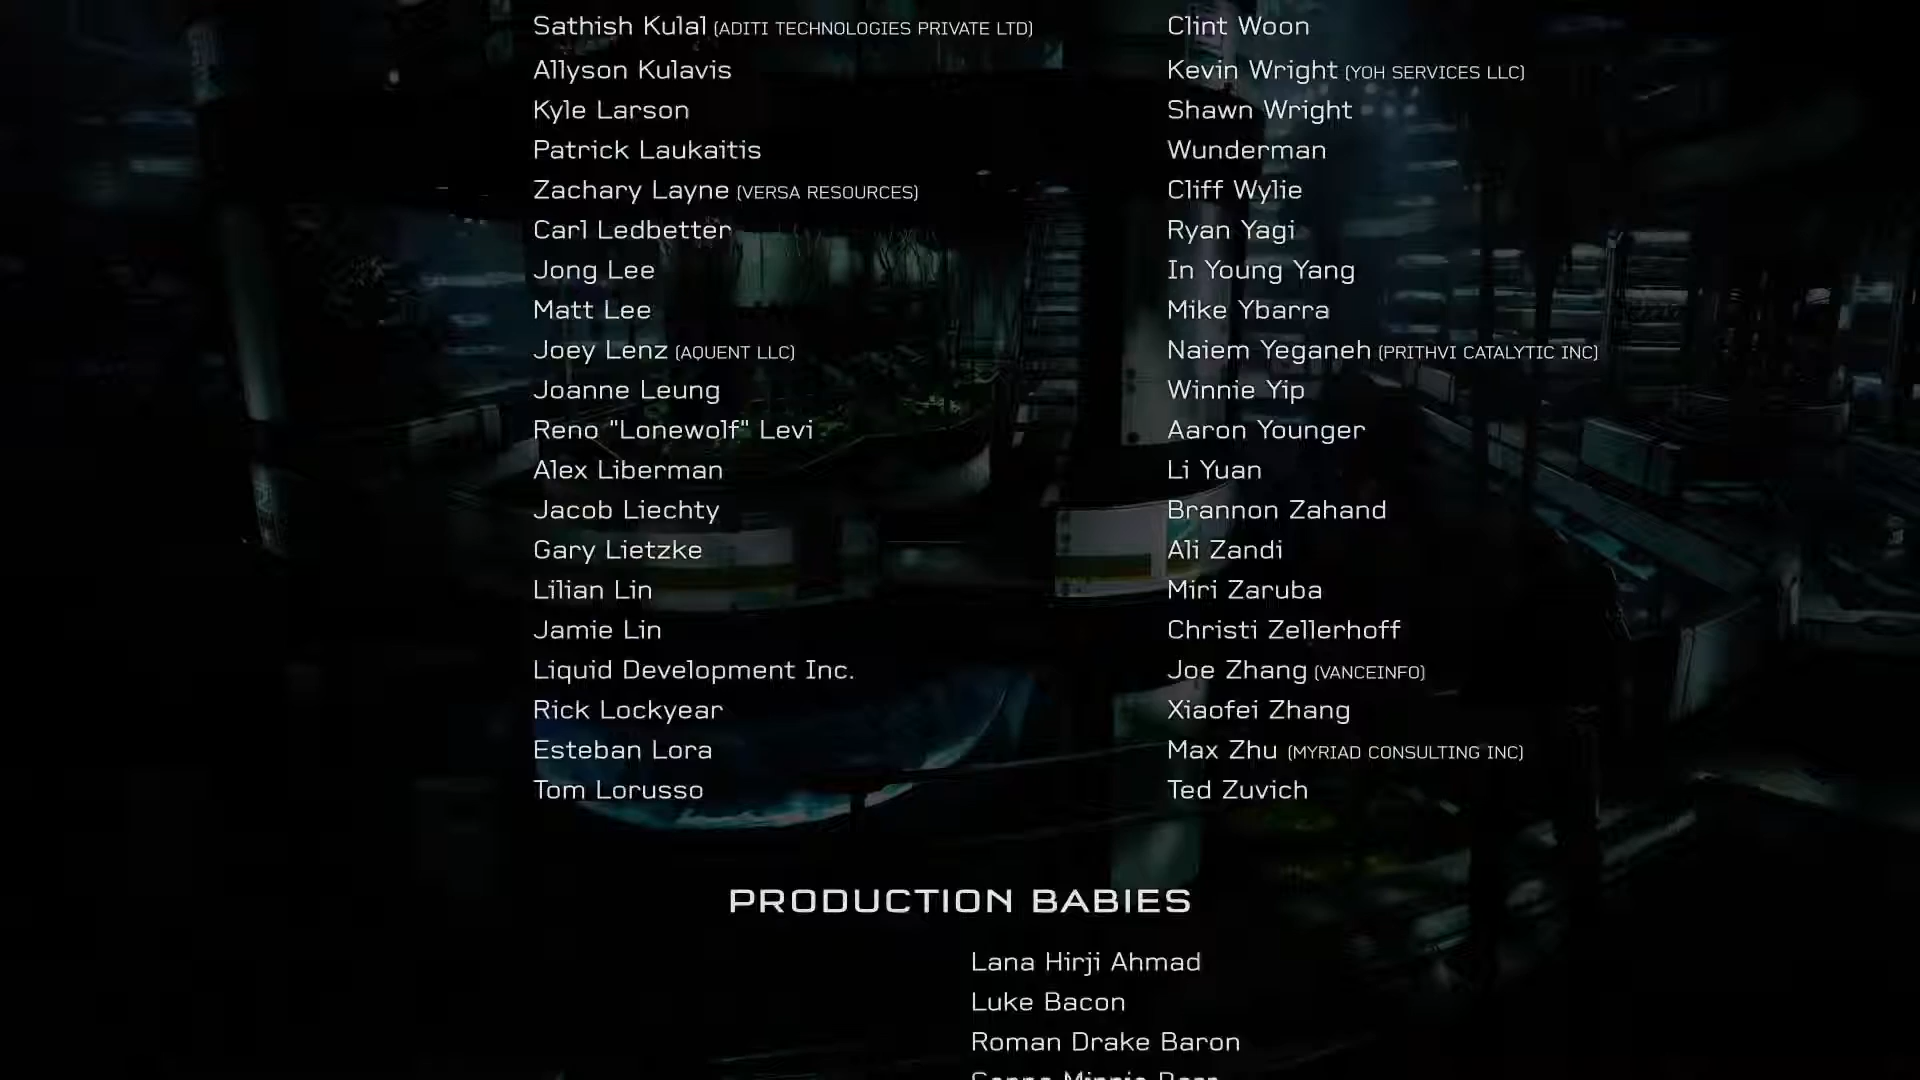 Sathish Kulal (ADITI TECHNOLOGIES PRIVATE LTD)
Allyson Kulavis
Kyle Larson
Patrick Laukaitis
Zachary Layne (VERSA RESOURCES)
Carl Ledbetter
Jong Lee
Matt Lee
Joey Lenz (AQUENT LLC)
Joanne Leung
Reno "Lonewolf" Levi
Alex Liberman
Jacob Liechty
Gary Lietzke
Lilian Lin
Jamie Lin
Liquid Development Inc.
Rick Lockyear
Esteban Lora
Tom Lorusso
Clint Woon
Kevin Wright (YOH SERVICES LLC)
Shawn Wright
Wunderman
Cliff Wylie
Ryan Yagi
In Young Yang
Mike Ybarra
Naiem Yeganeh (PRITHVI CATALYTIC INC)
Winnie Yip
Aaron Younger
Li Yuan
Brannon Zahand
Ali Zandi
Miri Zaruba
Christi Zellerhoff
Joe Zhang (VANCEINFO)
Xiaofei Zhang
Max Zhu (MYRIAD CONSULTING INC)
Ted Zuvich
PRODUCTION BABIES
Lana Hirji Ahmad
Luke Bacon
Roman Drake Baron